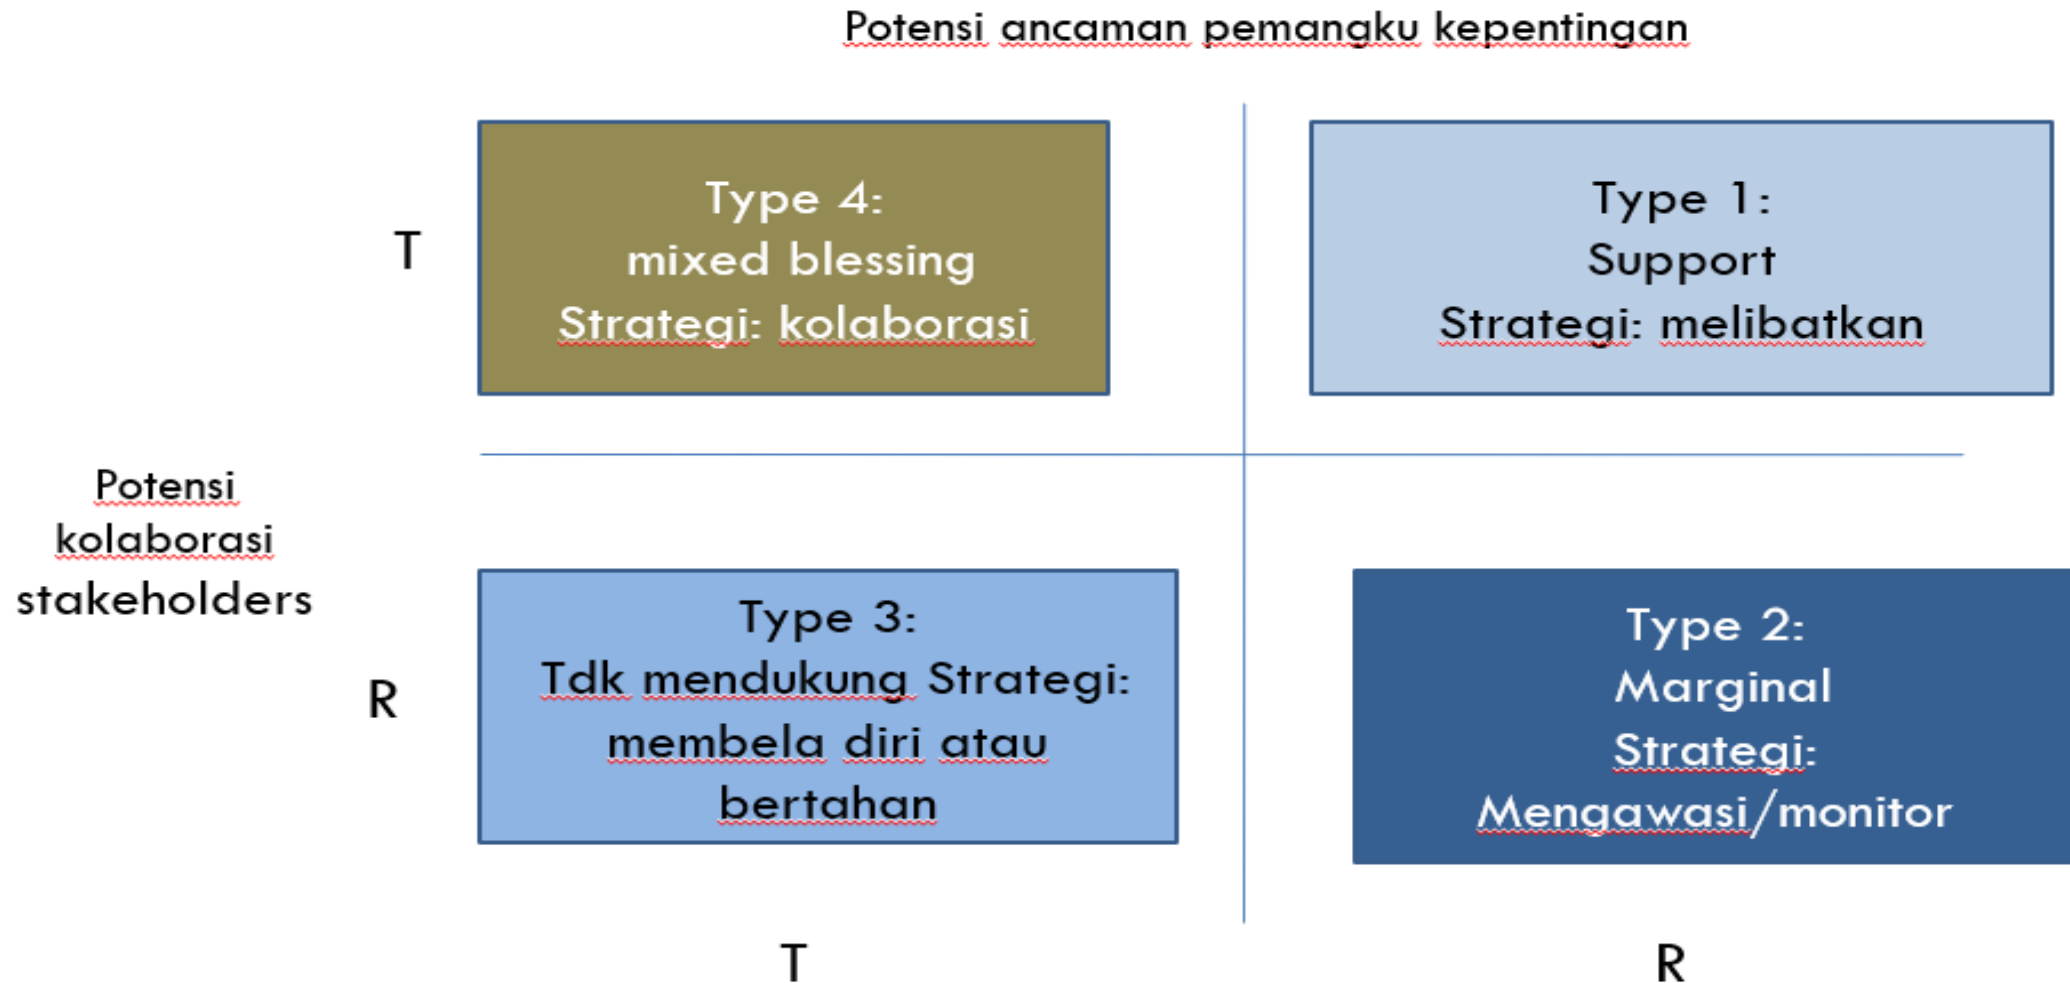 Potensi ancaman pemangku kepentingan
T
Type 4:
mixed blessing
Strategi: kolaborasi
Type 1:
Support
Strategi: melibatkan
Potensi
kolaborasi
stakeholders
R
Type 3:
Tdk mendukung Strategi:
membela diri atau
bertahan
Type 2:
Marginal
Strategi:
Mengawasi/monitor
T
R